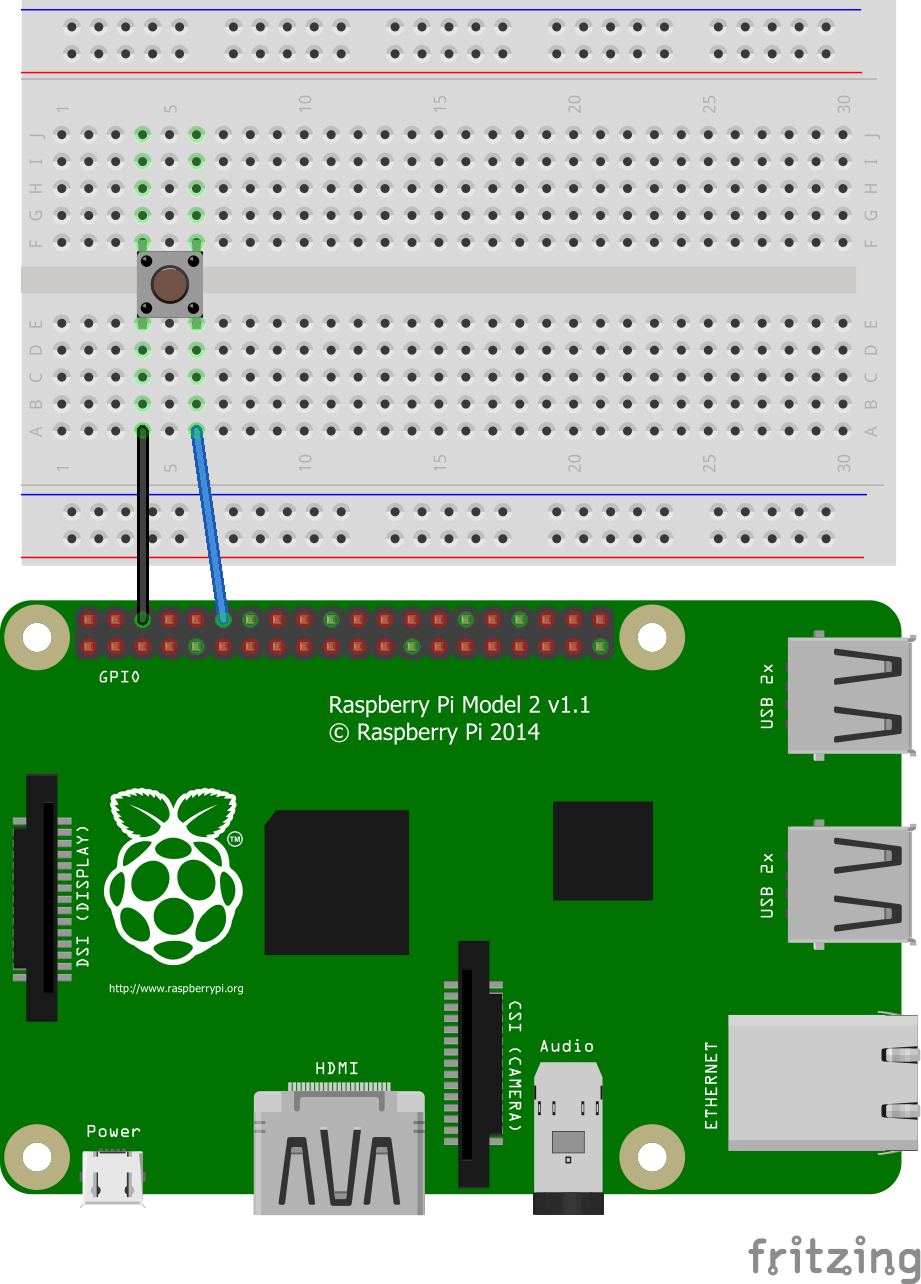 1 5 10 15 20 25 30
J J
I I
H H
G G
F F
E E
D D
C C
B B
A A
1 5 10 15 20 25 30
GPIO
Raspberry Pi Model 2 v1.1
© Raspberry Pi 2014
USB 2x
TM
DSI (DISPLAY)
USB 2x
http://www.raspberrypi.org
CSI (CAMERA)
Audio
ETHERNET
HDMI
Power
fritzing